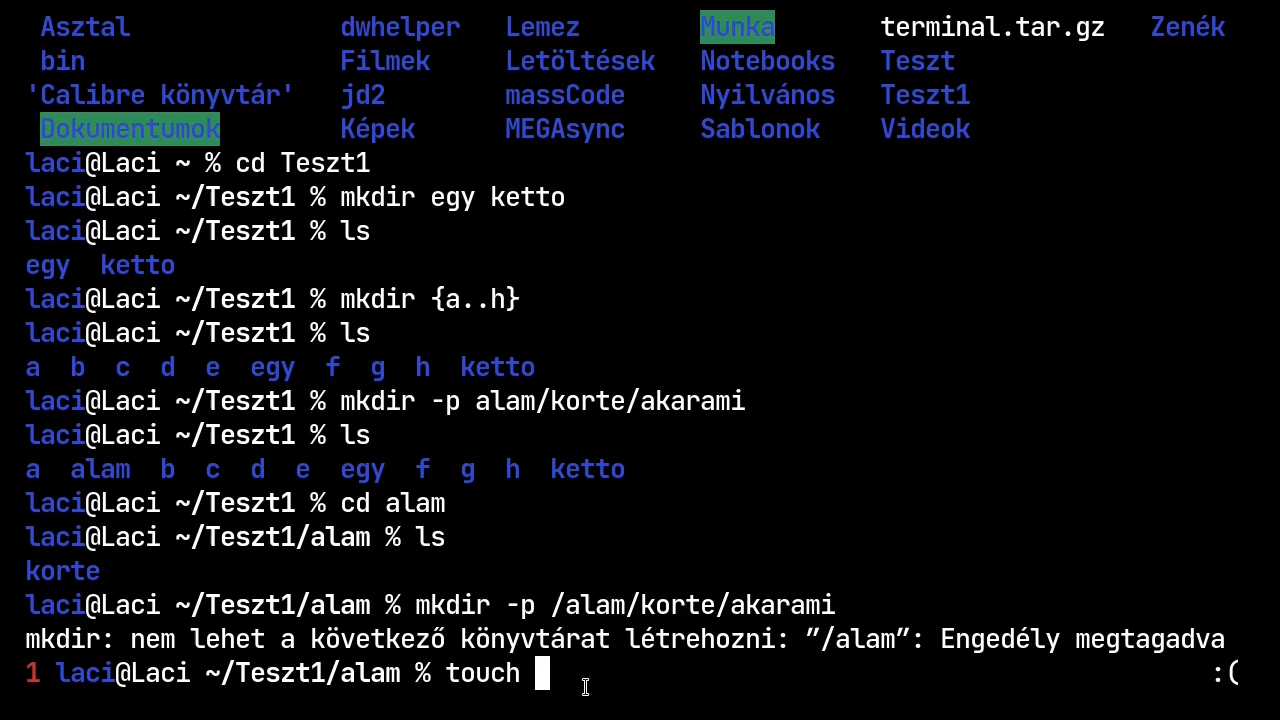 Asztal dwhelper Lemez Munka terminal.tar.gz Zenék
bin Filmek Letöltések Notebooks Teszt
'Calibre könyvtár' jd2 massCode Nyilvános Teszt1
Dokumentumok Képek MEGAsync Sablonok Videok
laci@Laci ~ % cd Teszt1
laci@Laci ~/Teszt1 % mkdir egy ketto
laci@Laci ~/Teszt1 % ls
egy ketto
laci@Laci ~/Teszt1 % mkdir {a..h}
laci@Laci ~/Teszt1 % ls
a b c d e egy f g h ketto
laci@Laci ~/Teszt1 % mkdir -p alam/korte/akarami
laci@Laci ~/Teszt1 % ls
a alam b c d e egy f g h ketto
laci@Laci ~/Teszt1 % cd alam
laci@Laci ~/Teszt1/alam % ls
korte
laci@Laci ~/Teszt1/alam % mkdir -p /alam/korte/akarami
mkdir: nem lehet a következő könyvtárat létrehozni: ”/alam”: Engedély megtagadva
1 laci@Laci ~/Teszt1/alam % touch :(